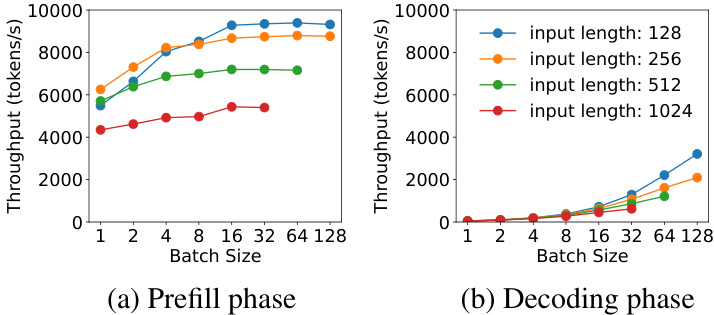 Throughput (tokens/s)
10000
8000
6000
4000
2000
0
1 2 4 8 16 32 64 128
Batch Size
(a) Prefill phase
Throughput (tokens/s)
10000
8000
6000
4000
2000
0
input length: 128
input length: 256
input length: 512
input length: 1024
1 2 4 8 16 32 64 128
Batch Size
(b) Decoding phase